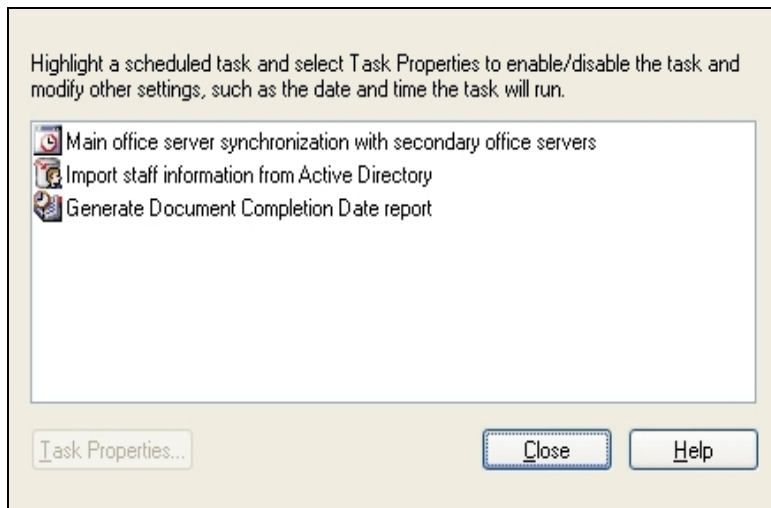 Highlight a scheduled task and select Task Properties to enable/disable the task and
modify other settings, such as the date and time the task will run.
Main office server synchronization with secondary office servers
Import staff information from Active Directory
Generate Document Completion Date report
Task Properties... Close Help